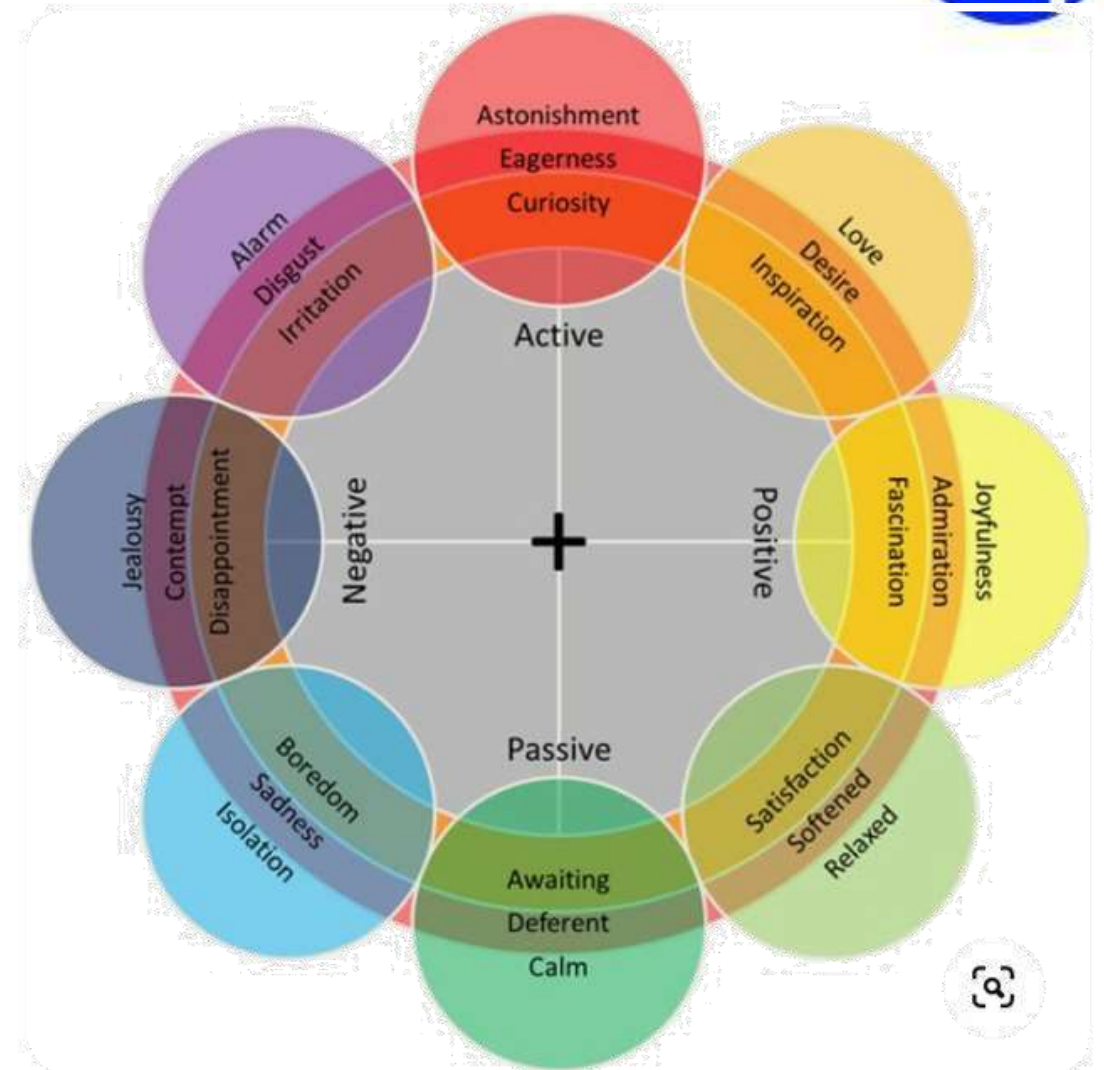 Astonishment
Eagerness
Curiosity
Active
Love
Desire
Inspiration
Joyfulness
Admiration
Fascination
Positive
Satisfaction
Softened
Relaxed
Passive
Awaiting
Deferent
Calm
Boredom
Sadness
Isolation
Jealousy
Contempt
Disappointment
Negative
Alarm
Disgust
Irritation